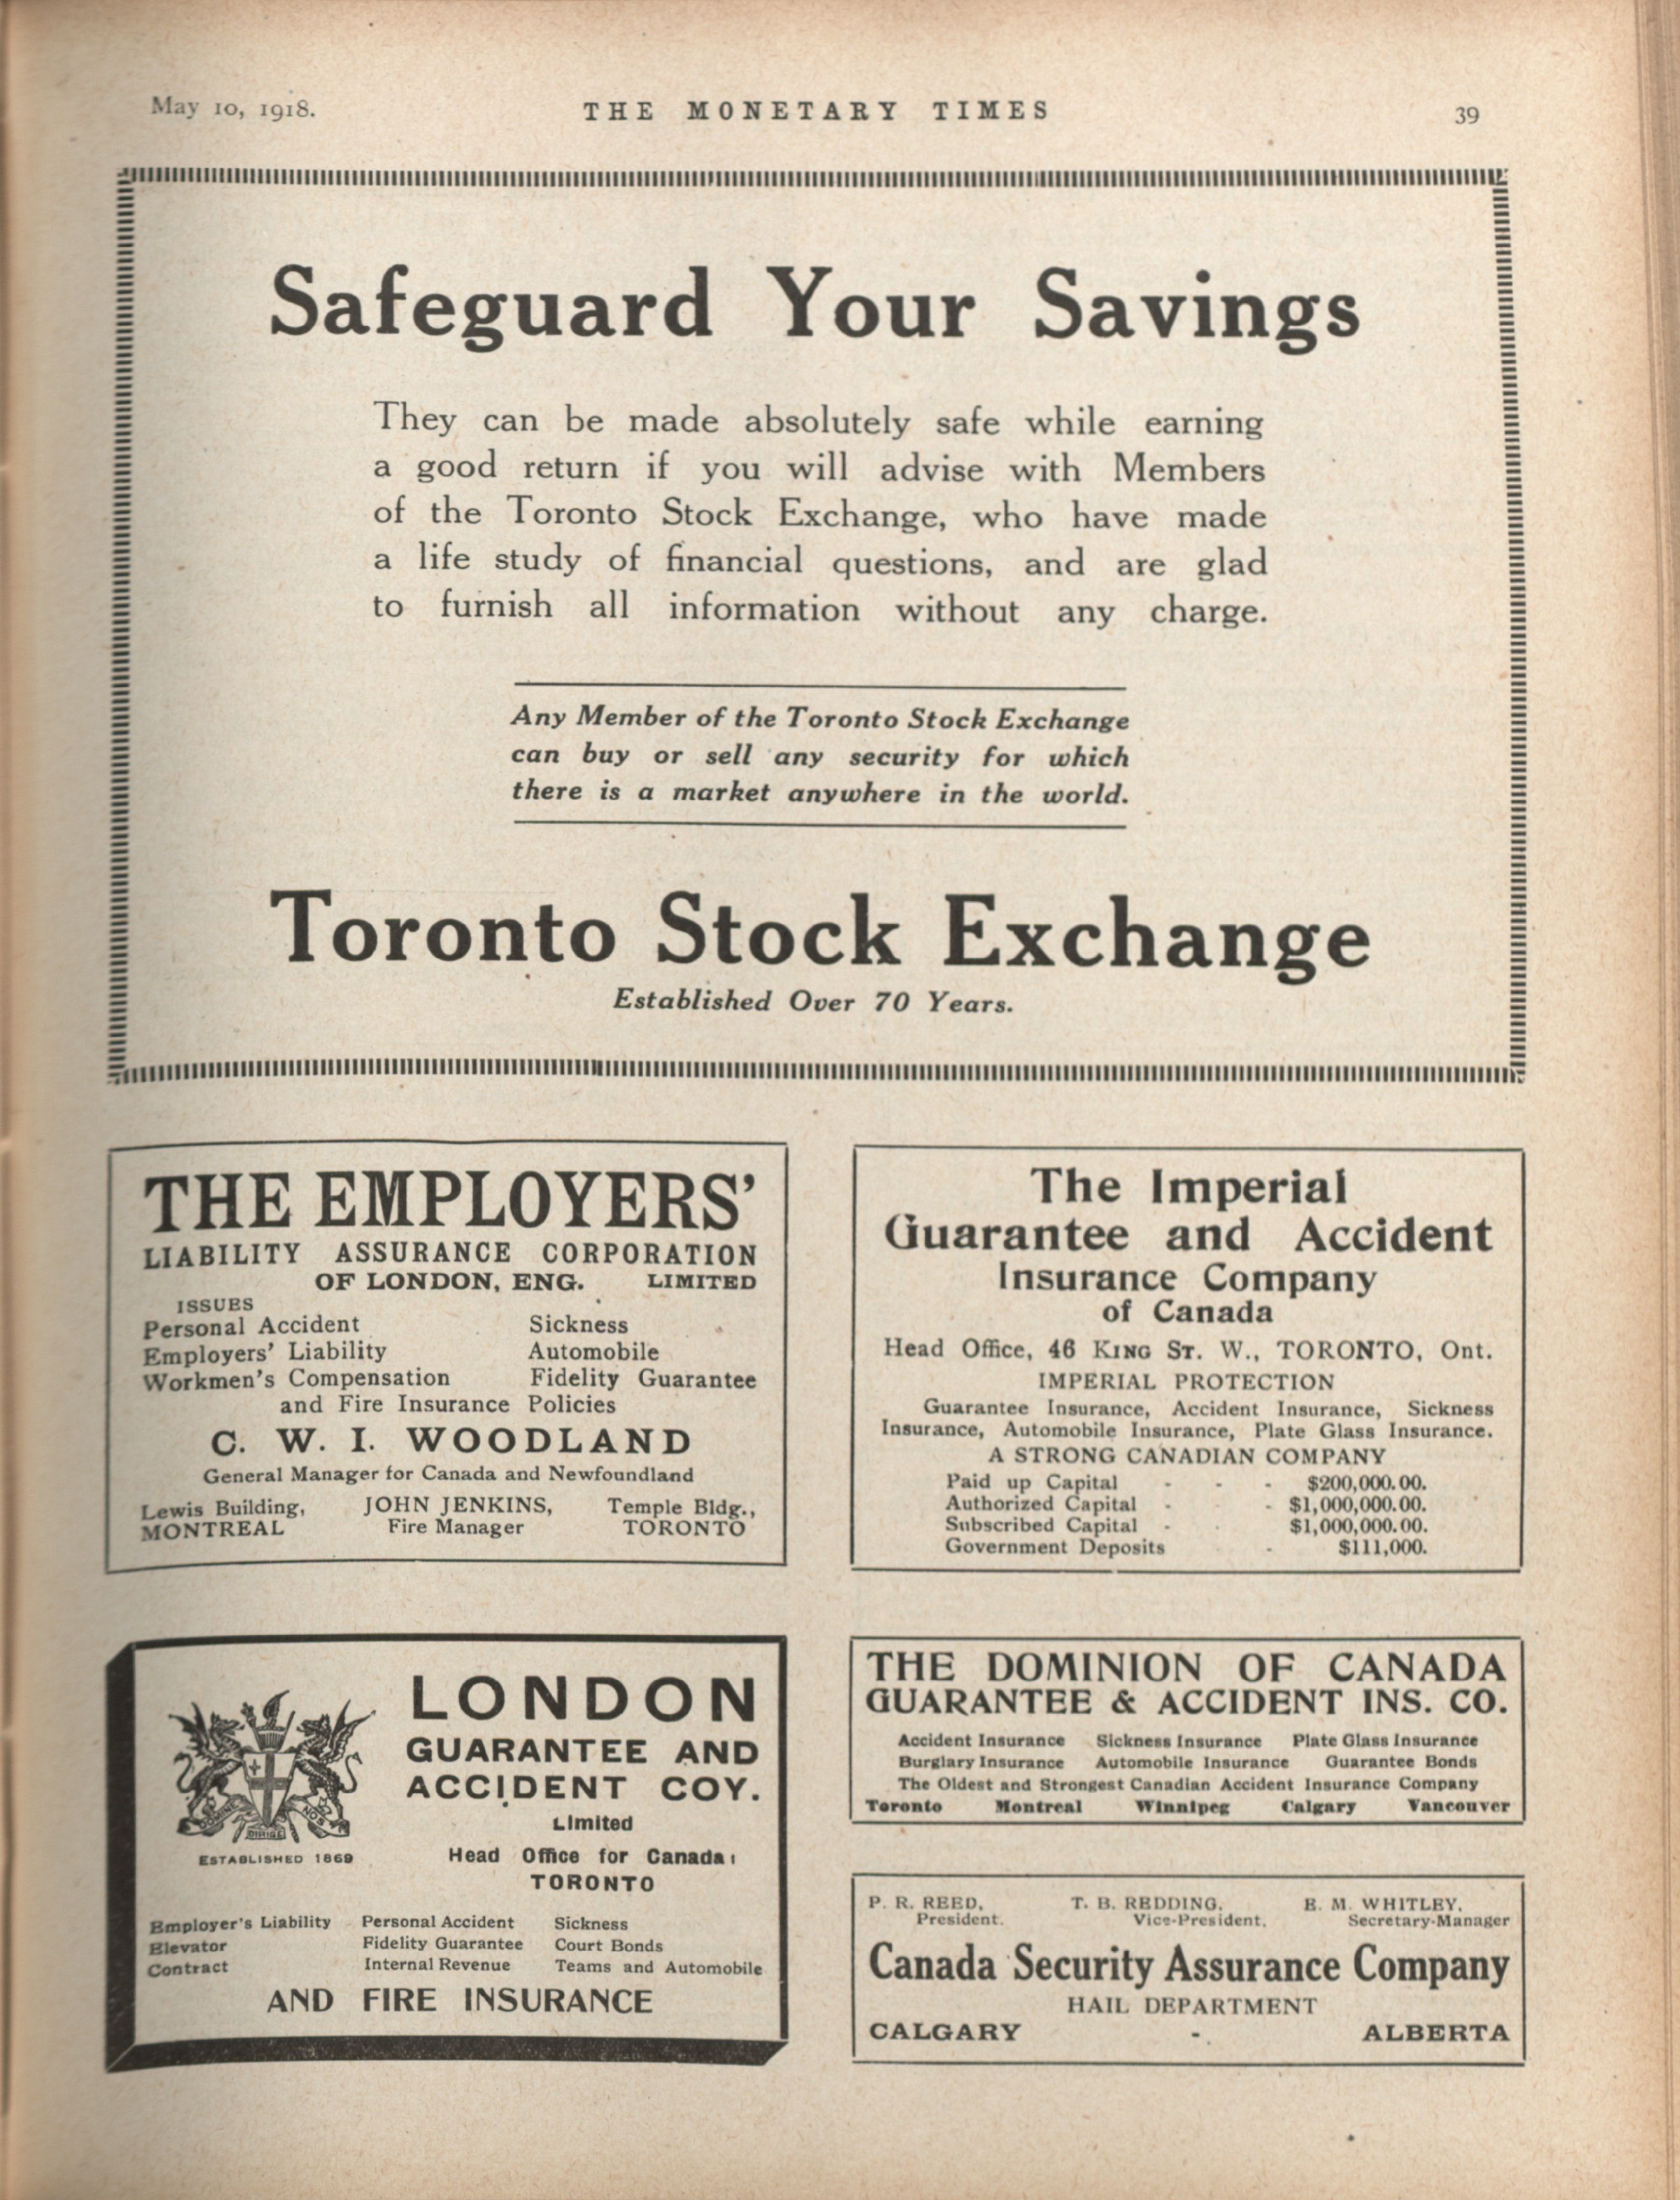 May 10, 1918.
THE MONETARY TIMES
39
Safeguard Your Savings
They can be made absolutely safe while earning
a good return if you will advise with Members
of the Toronto Stock Exchange, who have made
a life study of financial questions, and are glad
to furnish all information without any charge.
Any Member of the Toronto Stock Exchange
can buy or sell any security for which
there is a market anywhere in the world.
Toronto Stock Exchange
Established Over 70 Years.
THE EMPLOYERS'
LIABILITY ASSURANCE CORPORATION
OF LONDON, ENG. LIMITED
ISSUES
Personal Accident Sickness
Employers' Liability Automobile
Workmen's Compensation Fidelity Guarantee
and Fire Insurance Policies
C. W. I. WOODLAND
General Manager for Canada and Newfoundland
Lewis Building, JOHN JENKINS, Temple Bldg.,
MONTREAL Fire Manager TORONTO
The Imperial
Guarantee and Accident
Insurance Company
of Canada
Head Office, 46 KING ST. W., TORONTO, Ont.
IMPERIAL PROTECTION
Guarantee Insurance, Accident Insurance, Sickness
Insurance, Automobile Insurance, Plate Glass Insurance.
A STRONG CANADIAN COMPANY
Paid up Capital - - - $200,000.00.
Authorized Capital - - $1,000,000.00.
Subscribed Capital - $1,000,000.00.
Government Deposits - $111,000.
LONDON
GUARANTEE AND
ACCIDENT COY.
Limited
ESTABLISHED 1869
Head Office for Canada:
TORONTO
Employer's Liability Personal Accident Sickness
Elevator Fidelity Guarantee Court Bonds
Contract Internal Revenue Teams and Automobile
AND FIRE INSURANCE
THE DOMINION OF CANADA
GUARANTEE & ACCIDENT INS. CO.
Accident Insurance Sickness Insurance Plate Glass Insurance
Burglary Insurance Automobile Insurance Guarantee Bonds
The Oldest and Strongest Canadian Accident Insurance Company
Toronto Montreal Winnipeg Calgary Vancouver
P. R. REED, T. B. REDDING, E. M. WHITLEY,
President. Vice-President. Secretary-Manager
Canada Security Assurance Company
HAIL DEPARTMENT
CALGARY - ALBERTA